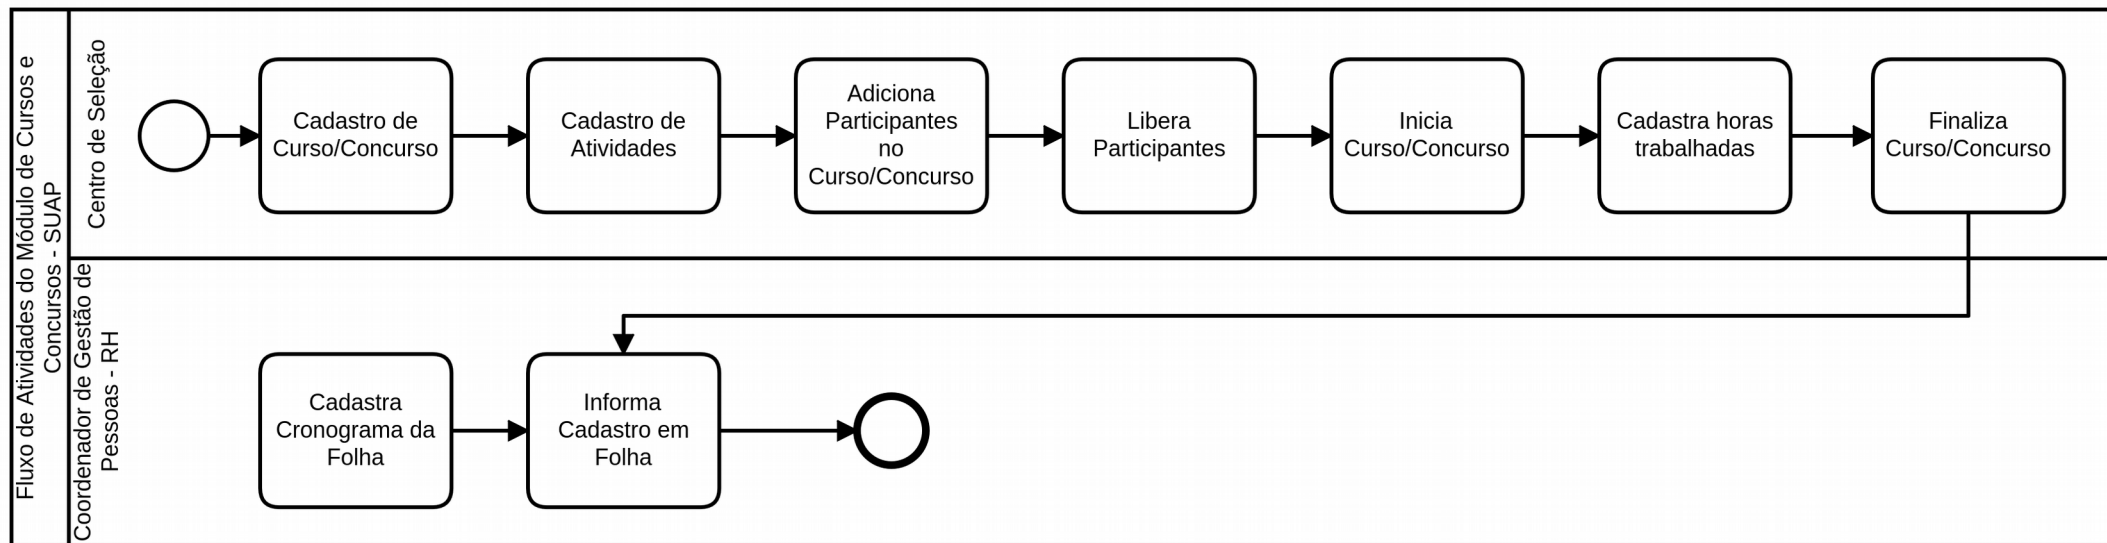 Fluxo de Atividades do Módulo de Cursos e
Concursos - SUAP
Centro de Seleção
Cadastro de
Curso/Concurso
Cadastro de
Atividades
Adiciona
Participantes
no
Curso/Concurso
Libera
Participantes
Inicia
Curso/Concurso
Cadastra horas
trabalhadas
Finaliza
Curso/Concurso
Coordenador de Gestão de
Pessoas - RH
Cadastra
Cronograma da
Folha
Informa
Cadastro em
Folha